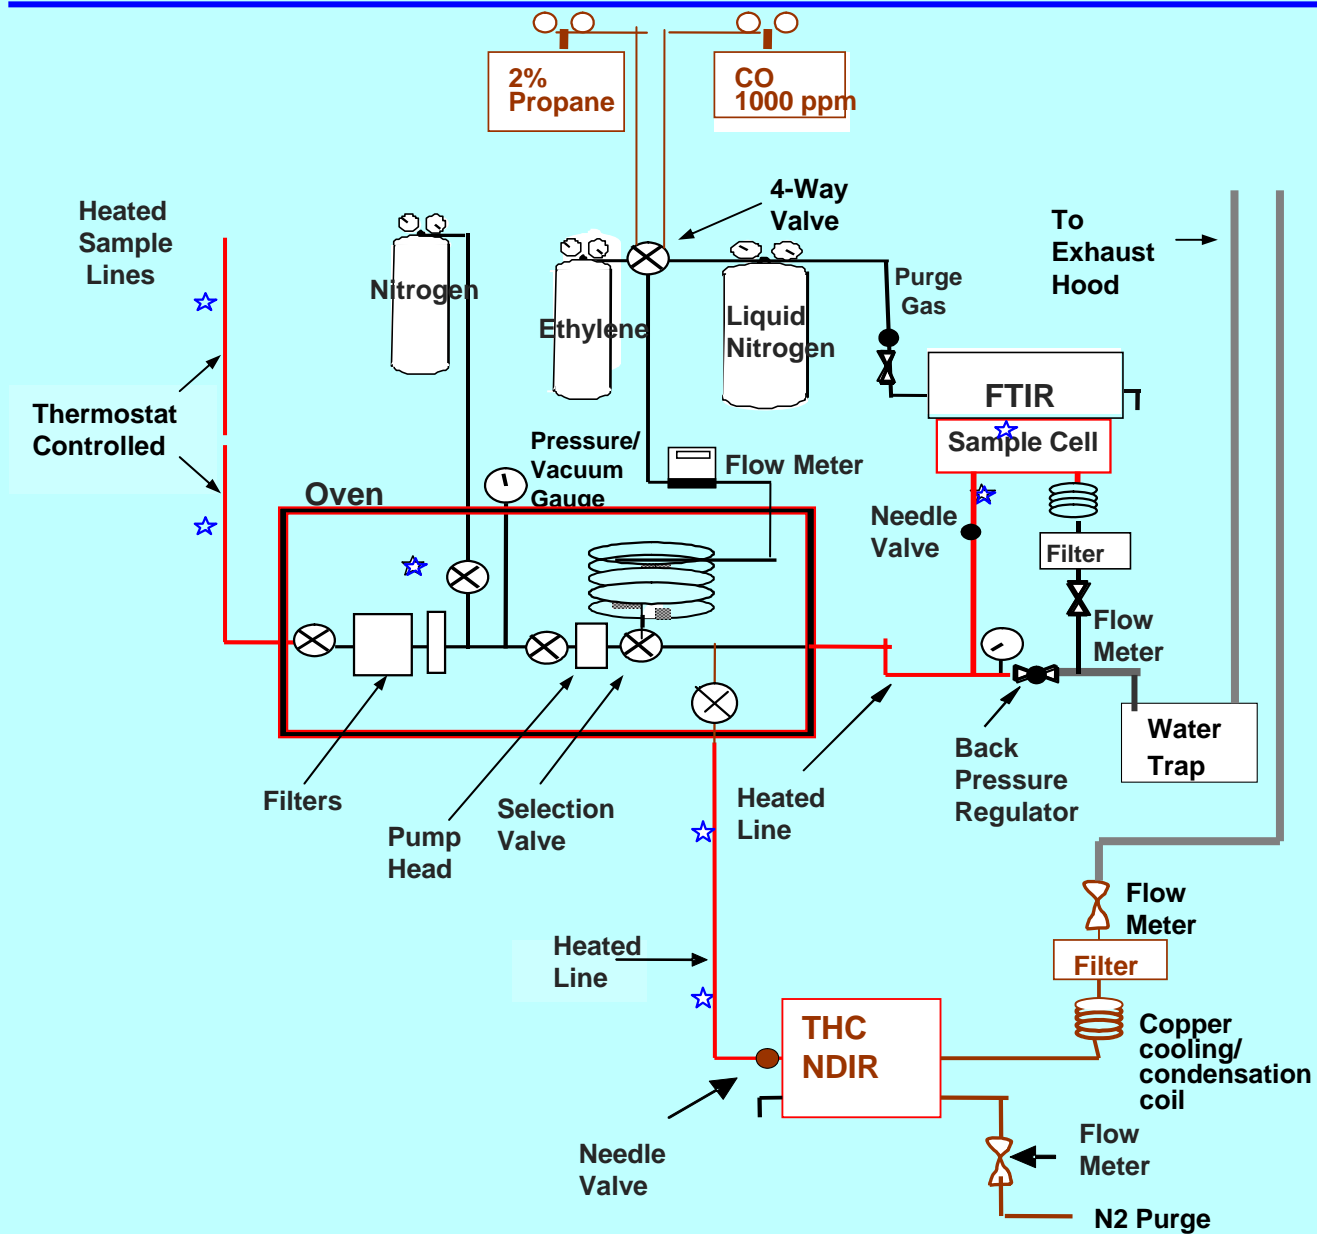 2%
Propane
CO
1000 ppm
4-Way
Valve
Heated
Sample
Lines
To
Exhaust
Hood
Nitrogen
Ethylene
Liquid
Nitrogen
Purge
Gas
FTIR
Sample Cell
Thermostat
Controlled
Pressure/
Vacuum
Gauge
Flow Meter
Oven
Needle
Valve
Filter
Flow
Meter
Water
Trap
Filters
Pump
Head
Selection
Valve
Heated
Line
Back
Pressure
Regulator
Flow
Meter
Heated
Line
Filter
THC
NDIR
Copper
cooling/
condensation
coil
Needle
Valve
Flow
Meter
N2 Purge